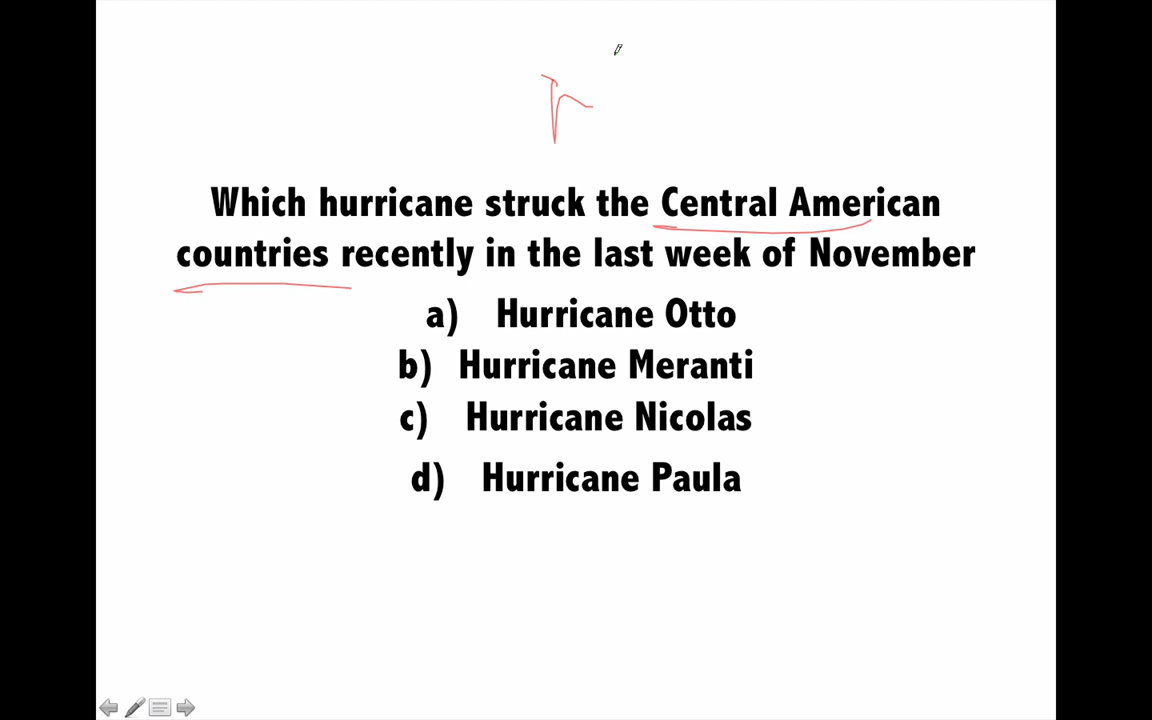 Which hurricane struck the Central American
countries recently in the last week of November
a) Hurricane Otto
b) Hurricane Meranti
c) Hurricane Nicolas
d) Hurricane Paula